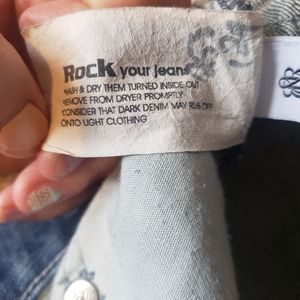 Rock your jeans
WASH & DRY THEM TURNED INSIDE OUT
REMOVE FROM DRYER PROMPTLY
CONSIDER THAT DARK DENIM MAY RUB OFF
ONTO LIGHT CLOTHING